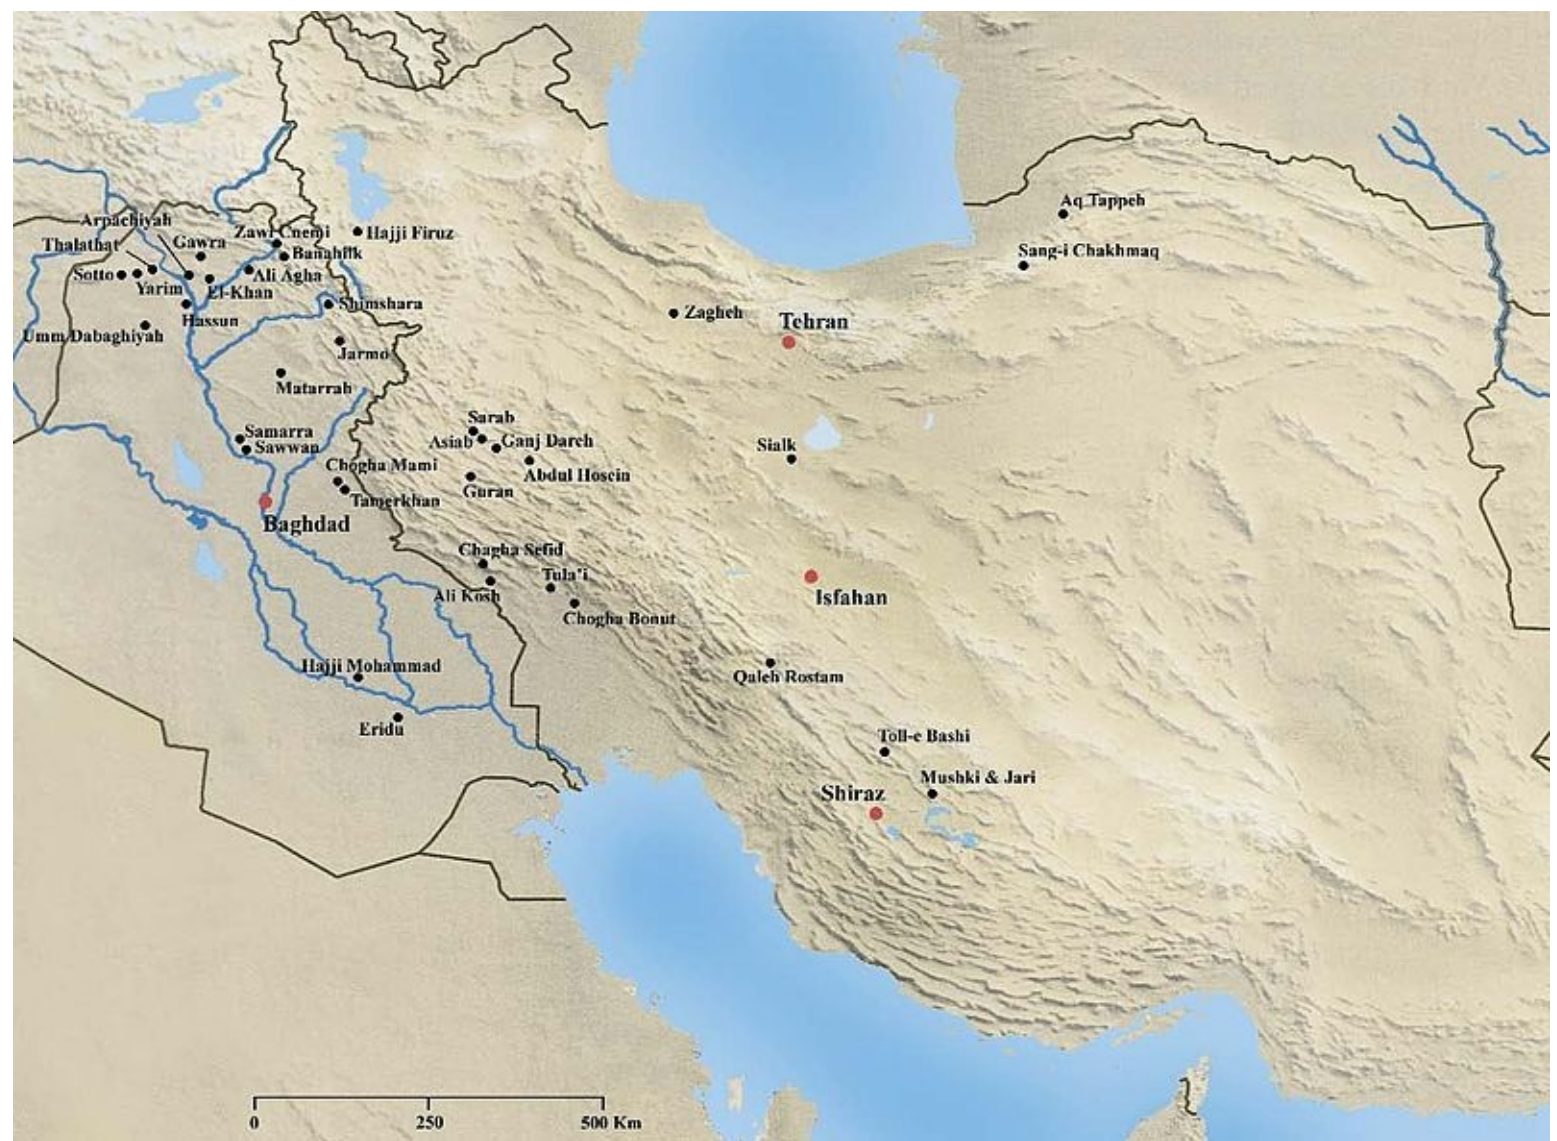 Aq Tappeh
Arpachiyah
Gawra
Zawi Cnemi
Hajji Firuz
Thalathat
Banahilk
Sang-i Chakhmaq
Sotto
Yarim
El-Khan
Ali Agha
Shimshara
Zagheh
Hassun
Tehran
Umm Dabaghiyah
Jarmo
Matarrah
Sarab
Samarra
Asiab
Ganj Dareh
Sawwan
Sialk
Chogha Mami
Abdul Hosein
Guran
Tamerkhan
Baghdad
Chagha Sefid
Tula'i
Ali Kosh
Isfahan
Chogha Bonut
Hajji Mohammad
Qaleh Rostam
Eridu
Toll-e Bashi
Mushki & Jari
Shiraz
0 250 500 Km